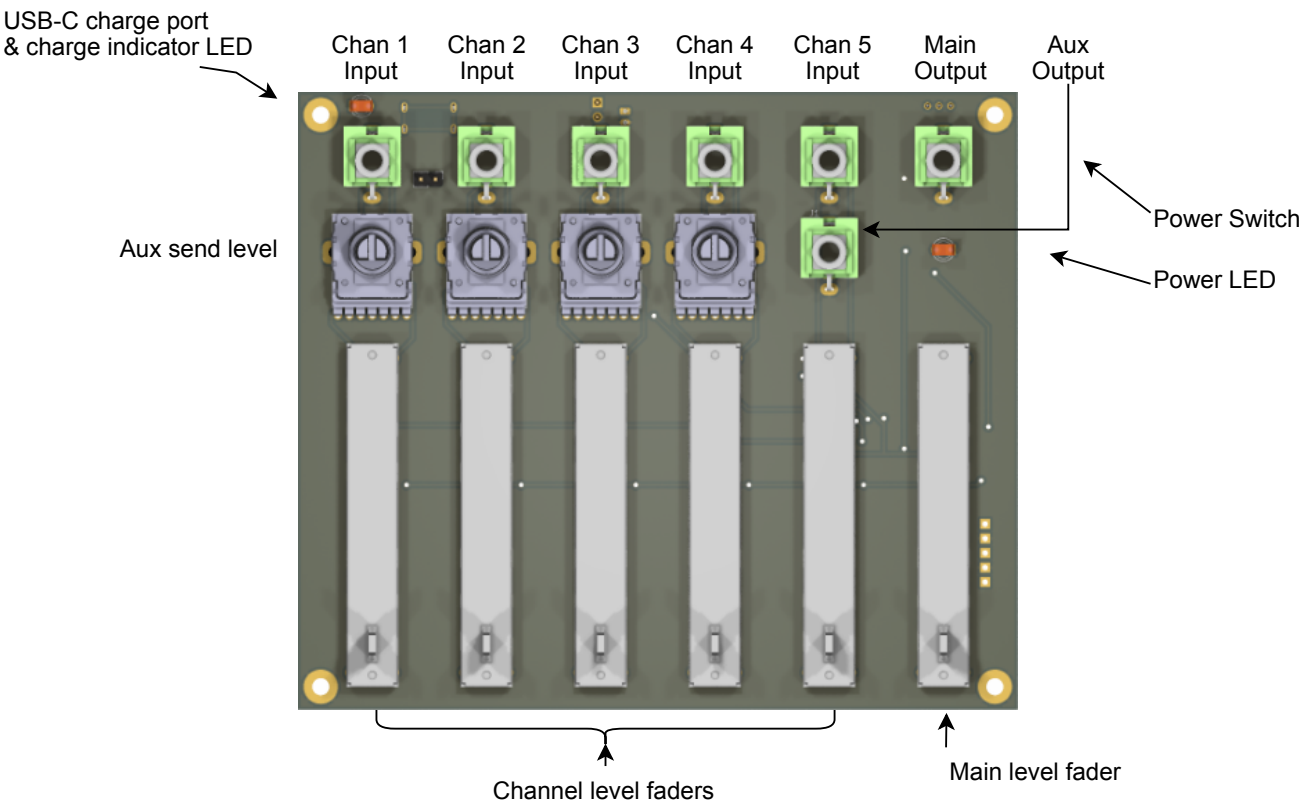 USB-C charge port
& charge indicator LED
Chan 1
Input
Chan 2
Input
Chan 3
Input
Chan 4
Input
Chan 5
Input
Main
Output
Aux
Output
Power Switch
Aux send level
Power LED
Main level fader
Channel level faders